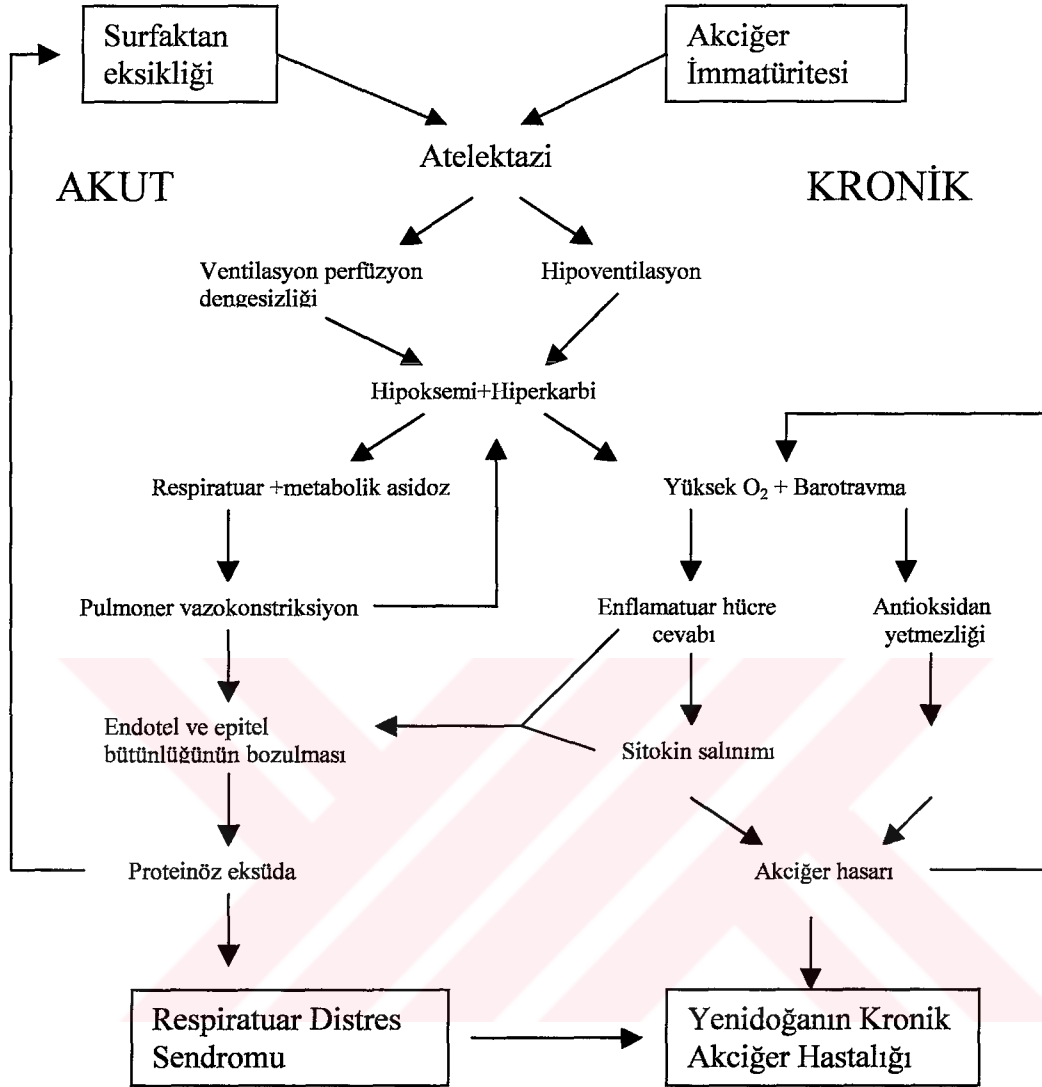 Surfaktan
eksikliği
Akciğer
İmmatüritesi
Atelektazi
AKUT
KRONİK
Ventilasyon perfüzyon
dengesizliği
Hipoventilasyon
Hipoksemi+Hiperkarbi
Respiratuar +metabolik asidoz
Yüksek O₂ + Barotravma
Pulmoner vazokonstriksiyon
Enflamatuar hücre
cevabı
Antioksidan
yetmezliği
Endotel ve epitel
bütünlüğünün bozulması
Sitokin salınımı
Proteinöz eksüda
Akciğer hasarı
Respiratuar Distres
Sendromu
Yenidoğanın Kronik
Akciğer Hastalığı